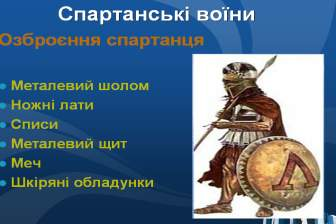 Спартанські воїни
Озброєння спартанця
Металевий шолом
Ножні лати
Списи
Металевий щит
Меч
Шкіряні обладунки
Λ